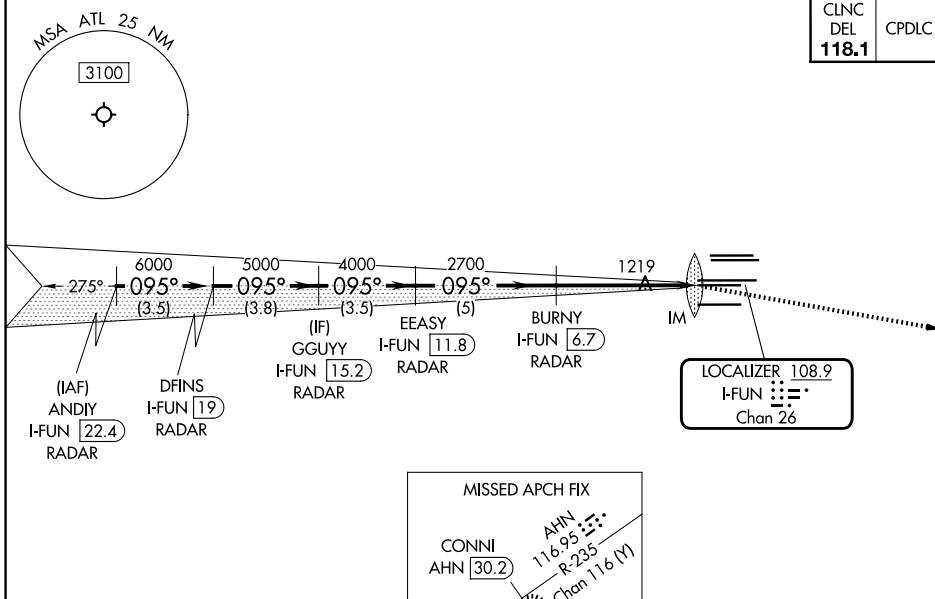 MSA ATL 25 NM
3100
CLNC
DEL
118.1
CPDLC
6000
5000
4000
2700
1219
275°
095°
095°
095°
095°
(3.5)
(3.8)
(3.5)
(5)
IM
(IAF)
ANDIY
I-FUN 22.4
RADAR
DFINS
I-FUN 19
RADAR
(IF)
GGUYY
I-FUN 15.2
RADAR
EEASY
I-FUN 11.8
RADAR
BURNY
I-FUN 6.7
RADAR
LOCALIZER 108.9
I-FUN
Chan 26
MISSED APCH FIX
CONNI
AHN 30.2
AHN
116.95
R-235
Chan 116 (Y)